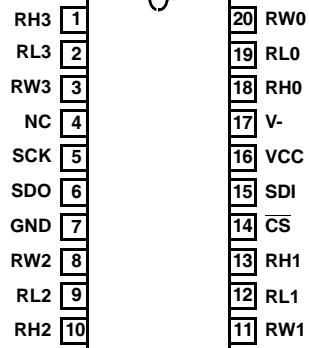 RH3 1 20 RW0
RL3 2 19 RL0
RW3 3 18 RH0
NC 4 17 V-
SCK 5 16 VCC
SDO 6 15 SDI
GND 7 14 C̅S̅
RW2 8 13 RH1
RL2 9 12 RL1
RH2 10 11 RW1